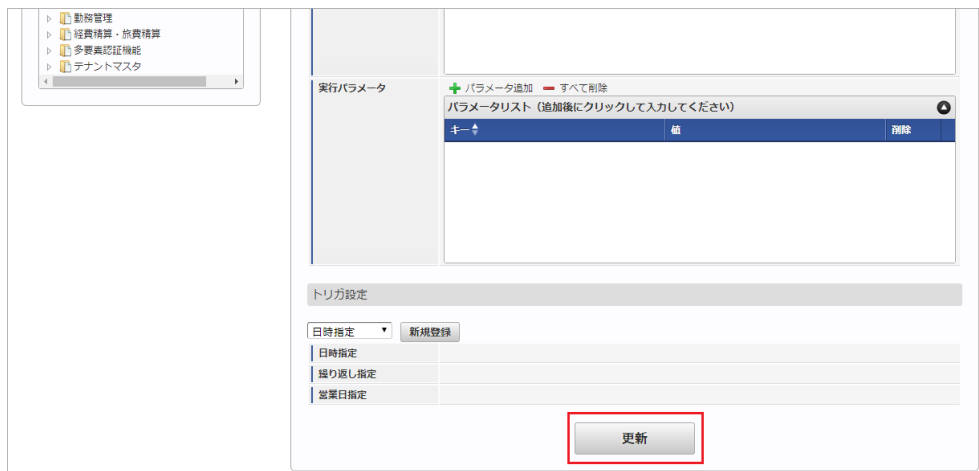 勤務管理
経費精算・旅費精算
多要素認証機能
テナントマスタ
実行パラメータ
パラメータ追加 すべて削除
パラメータリスト（追加後にクリックして入力してください）
キー 値 削除
トリガ設定
日時指定 新規登録
日時指定
繰り返し指定
営業日指定
更新